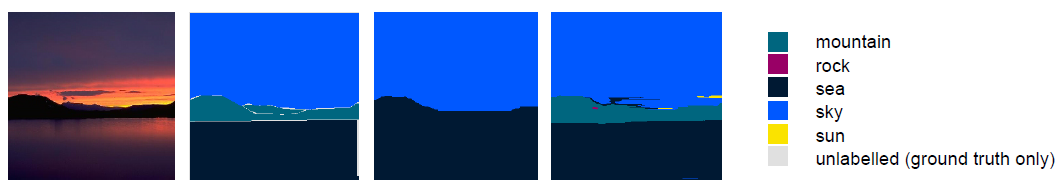 mountain
rock
sea
sky
sun
unlabelled (ground truth only)